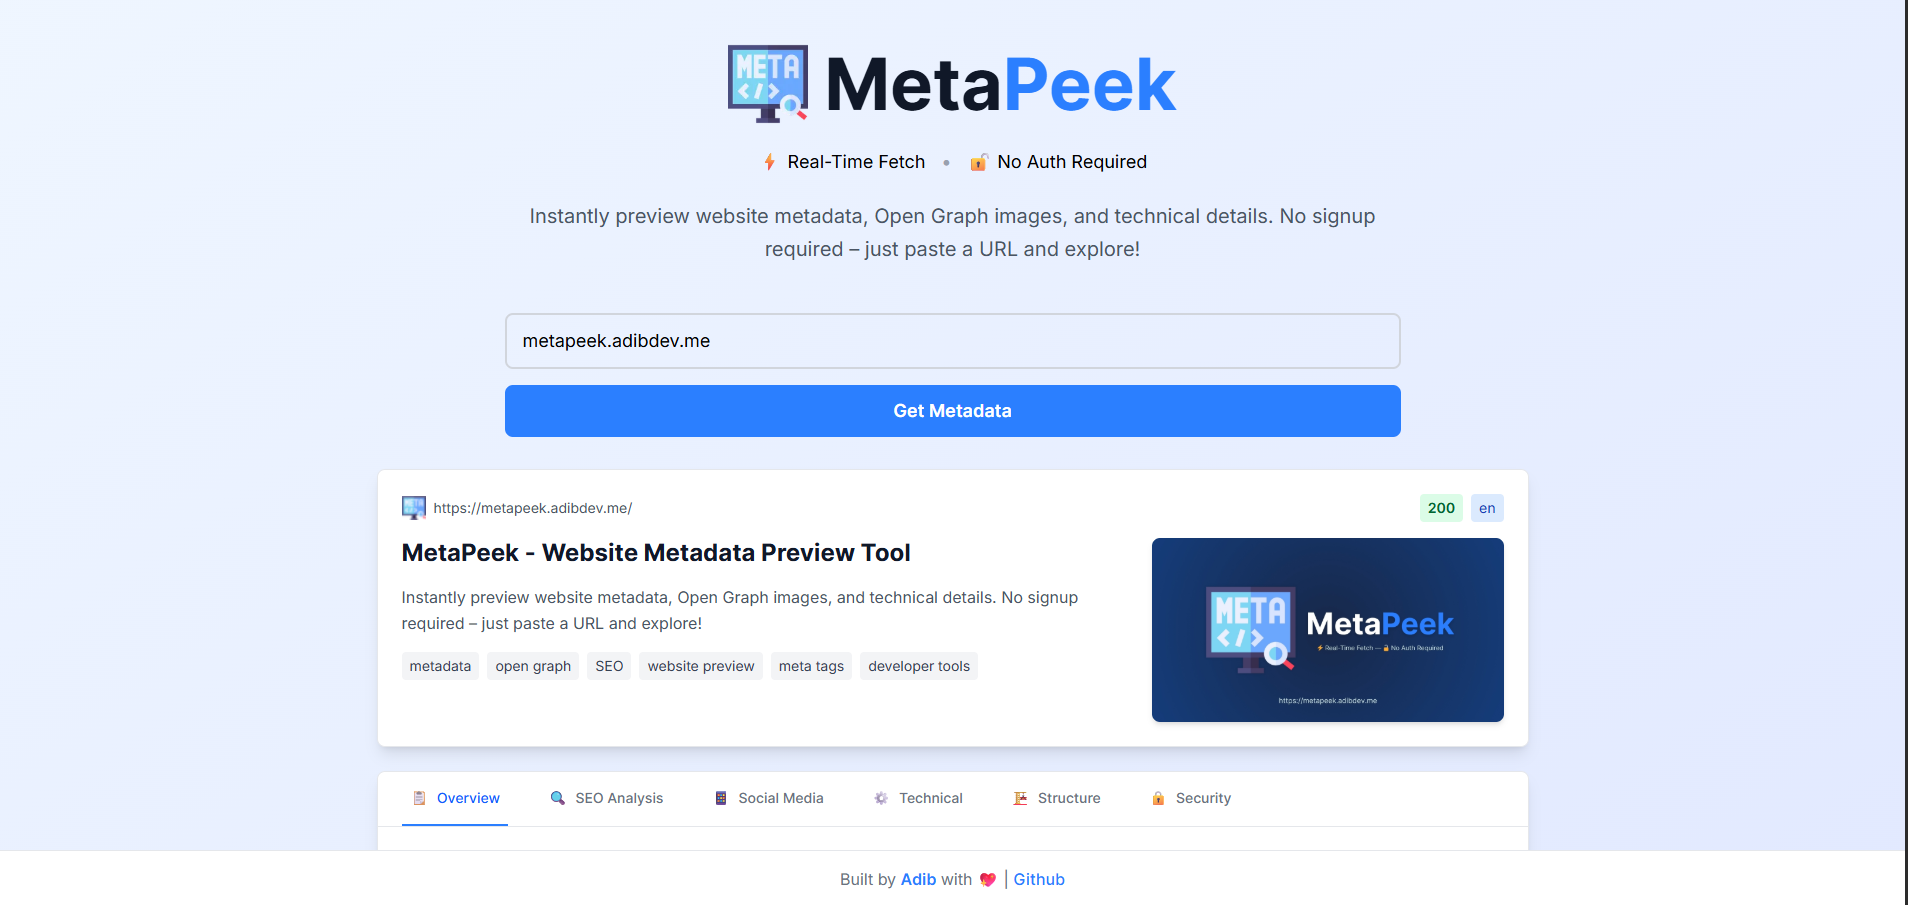 META
</>
MetaPeek
⚡ Real-Time Fetch • 🔓 No Auth Required
Instantly preview website metadata, Open Graph images, and technical details. No signup
required – just paste a URL and explore!
metapeek.adibdev.me
Get Metadata
https://metapeek.adibdev.me/
200 en
MetaPeek - Website Metadata Preview Tool
Instantly preview website metadata, Open Graph images, and technical details. No signup
required – just paste a URL and explore!
metadata open graph SEO website preview meta tags developer tools
META
</>
MetaPeek
⚡ Real-Time Fetch — 🔓 No Auth Required
https://metapeek.adibdev.me
Overview SEO Analysis Social Media Technical Structure Security
Built by Adib with 💖 | Github